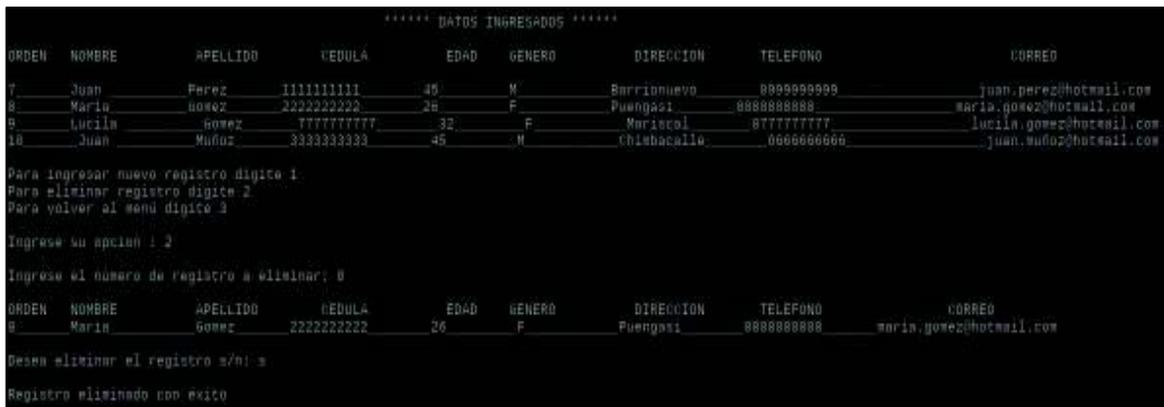 ****** DATOS INGRESADOS ******
ORDEN NOMBRE APELLIDO CEDULA EDAD GENERO DIRECCION TELEFONO CORREO
7 Juan Perez 1111111111 45 M Barrionuevo 8999999999 juan.perez@hotmail.com
8 Maria Gomez 2222222222 26 F Puengasi 8888888888 maria.gomez@hotmail.com
9 Lucila Gomez 7777777777 32 F Mariscal 8777777777 lucila.gomez@hotmail.com
10 Juan Muñoz 3333333333 45 M Chimbacalle 6666666666 juan.muñoz@hotmail.com
Para ingresar nuevo registro digite 1
Para eliminar registro digite 2
Para volver al menú digite 3
Ingrese su opcion : 2
Ingrese el número de registro a eliminar: 8
ORDEN NOMBRE APELLIDO CEDULA EDAD GENERO DIRECCION TELEFONO CORREO
8 Maria Gomez 2222222222 26 F Puengasi 8888888888 maria.gomez@hotmail.com
Desea eliminar el registro s/n: s
Registro eliminado con exito